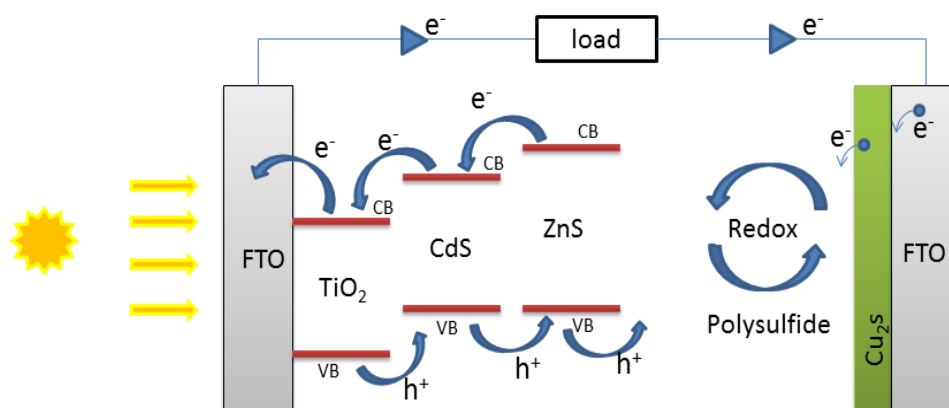 e⁻
load
e⁻
e⁻
e⁻
e⁻
CB
CB
CB
e⁻
e⁻
FTO
TiO₂
CdS
ZnS
Redox
Polysulfide
FTO
Cu₂s
VB
VB
VB
h⁺
h⁺
h⁺